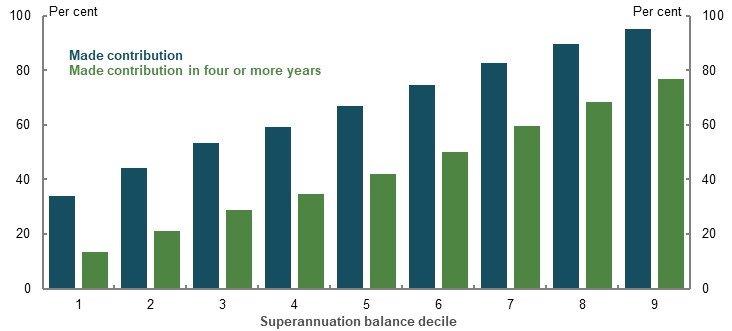 Per cent Per cent
100 100
Made contribution
Made contribution in four or more years
80 80
60 60
40 40
20 20
0 0
1 2 3 4 5 6 7 8 9
Superannuation balance decile